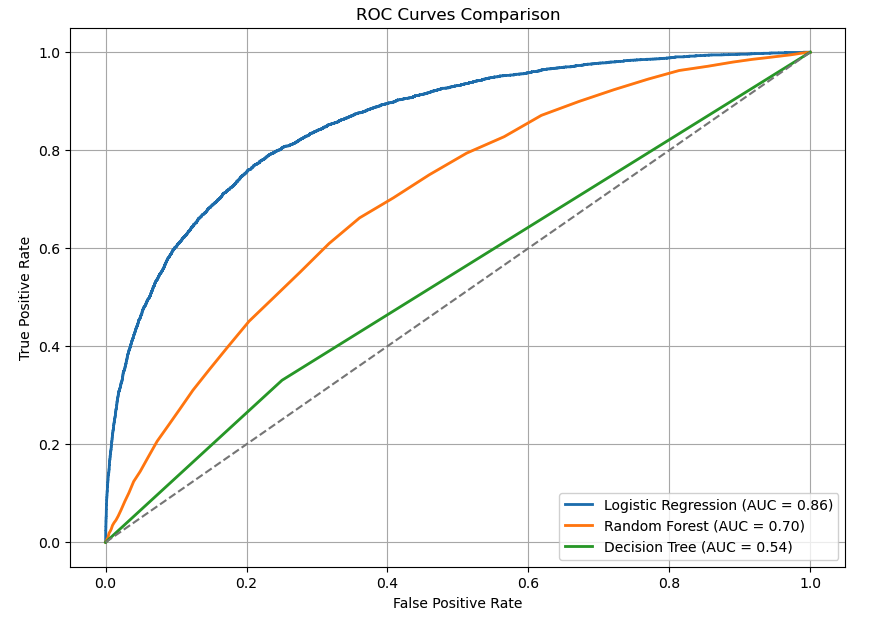 ROC Curves Comparison
1.0
0.8
0.6
0.4
0.2
0.0
True Positive Rate
Logistic Regression (AUC = 0.86)
Random Forest (AUC = 0.70)
Decision Tree (AUC = 0.54)
0.0 0.2 0.4 0.6 0.8 1.0
False Positive Rate